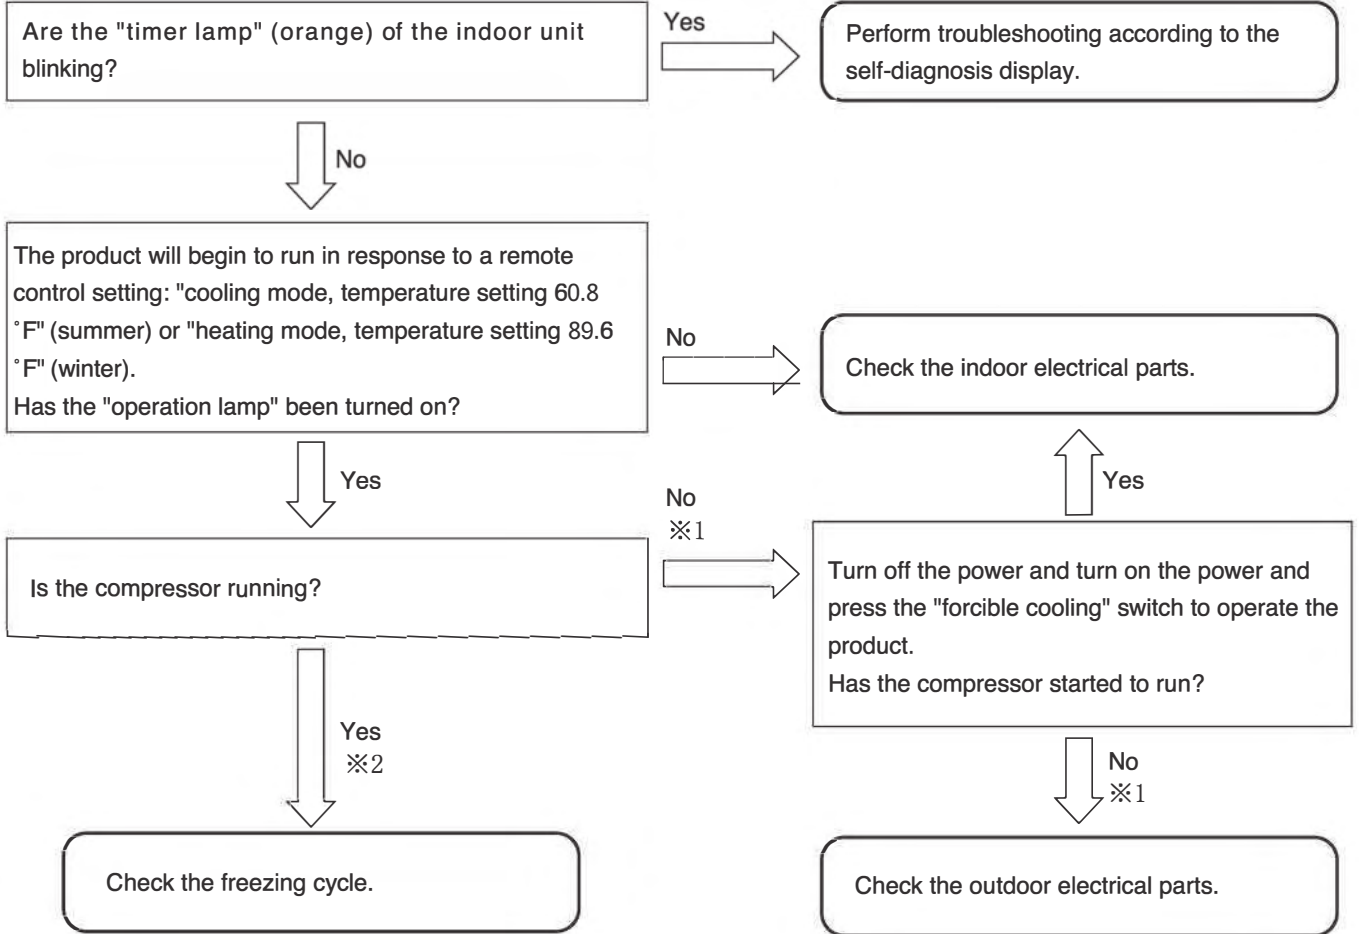 Are the "timer lamp" (orange) of the indoor unit
blinking?
Yes
Perform troubleshooting according to the
self-diagnosis display.
No
The product will begin to run in response to a remote
control setting: "cooling mode, temperature setting 60.8
°F" (summer) or "heating mode, temperature setting 89.6
°F" (winter).
Has the "operation lamp" been turned on?
No
Check the indoor electrical parts.
Yes
Yes
No
※1
Is the compressor running?
Turn off the power and turn on the power and
press the "forcible cooling" switch to operate the
product.
Has the compressor started to run?
Yes
※2
No
※1
Check the freezing cycle.
Check the outdoor electrical parts.